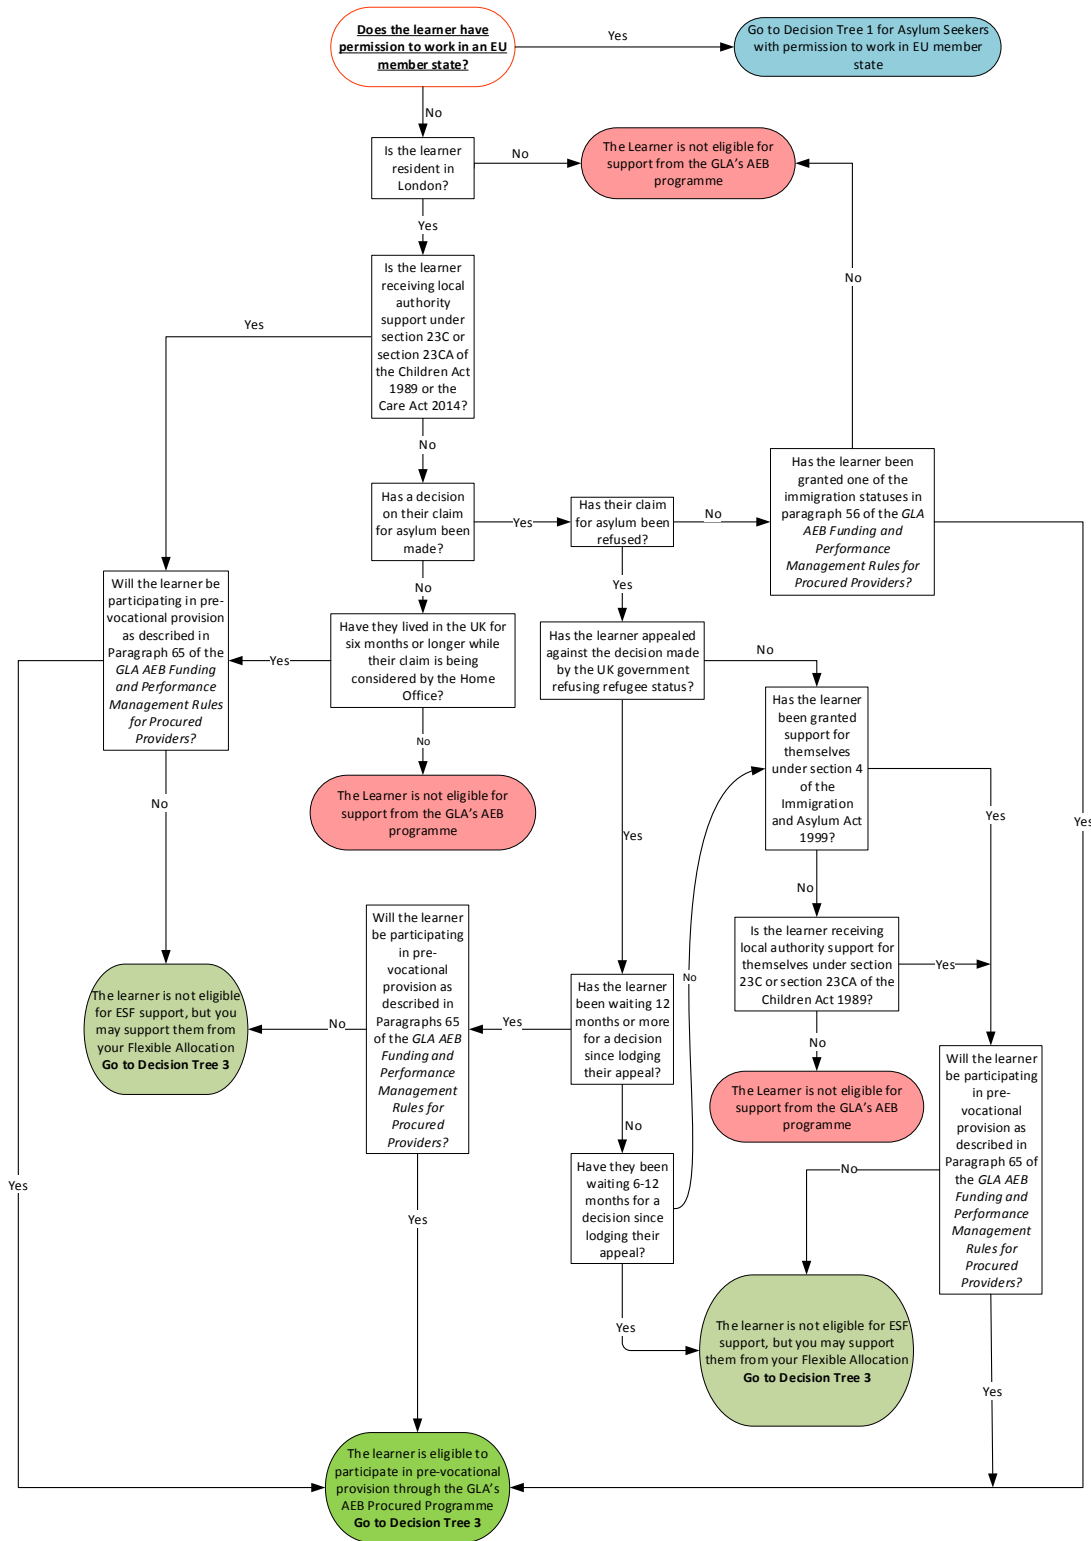 Does the learner have
permission to work in an EU
member state?
Yes
Go to Decision Tree 1 for Asylum Seekers
with permission to work in EU member
state
No
Is the learner
resident in
London?
No
The Learner is not eligible for
support from the GLA's AEB
programme
Yes
Is the learner
receiving local
authority
support under
section 23C or
section 23CA of
the Children Act
1989 or the
Care Act 2014?
Yes
No
No
Has a decision
on their claim
for asylum been
made?
Yes
Has their claim
for asylum been
refused?
No
Has the learner been
granted one of the
immigration statuses in
paragraph 56 of the GLA
AEB Funding and
Performance
Management Rules for
Procured Providers?
No
Yes
Will the learner be
participating in pre-
vocational provision
as described in
Paragraph 65 of the
GLA AEB Funding
and Performance
Management Rules
for Procured
Providers?
Yes
Have they lived in the UK for
six months or longer while
their claim is being
considered by the Home
Office?
Has the learner appealed
against the decision made
by the UK government
refusing refugee status?
No
Has the learner
been granted
support for
themselves
under section 4
of the
Immigration
and Asylum Act
1999?
No
The Learner is not eligible for
support from the GLA's AEB
programme
No
Yes
Yes
Yes
No
Will the learner
be participating
in pre-
vocational
provision as
described in
Paragraphs 65
of the GLA AEB
Funding and
Performance
Management
Rules for
Procured
Providers?
Is the learner receiving
local authority support for
themselves under section
23C or section 23CA of the
Children Act 1989?
Yes
No
The learner is not eligible
for ESF support, but you
may support them from
your Flexible Allocation
Go to Decision Tree 3
No
Yes
Has the learner
been waiting 12
months or more
for a decision
since lodging
their appeal?
No
The Learner is not eligible for
support from the GLA's AEB
programme
Will the learner
be participating
in pre-
vocational
provision as
described in
Paragraph 65 of
the GLA AEB
Funding and
Performance
Management
Rules for
Procured
Providers?
No
Have they been
waiting 6-12
months for a
decision since
lodging their
appeal?
No
Yes
Yes
Yes
The learner is not eligible for ESF
support, but you may support
them from your Flexible Allocation
Go to Decision Tree 3
Yes
The learner is eligible to
participate in pre-vocational
provision through the GLA's
AEB Procured Programme
Go to Decision Tree 3